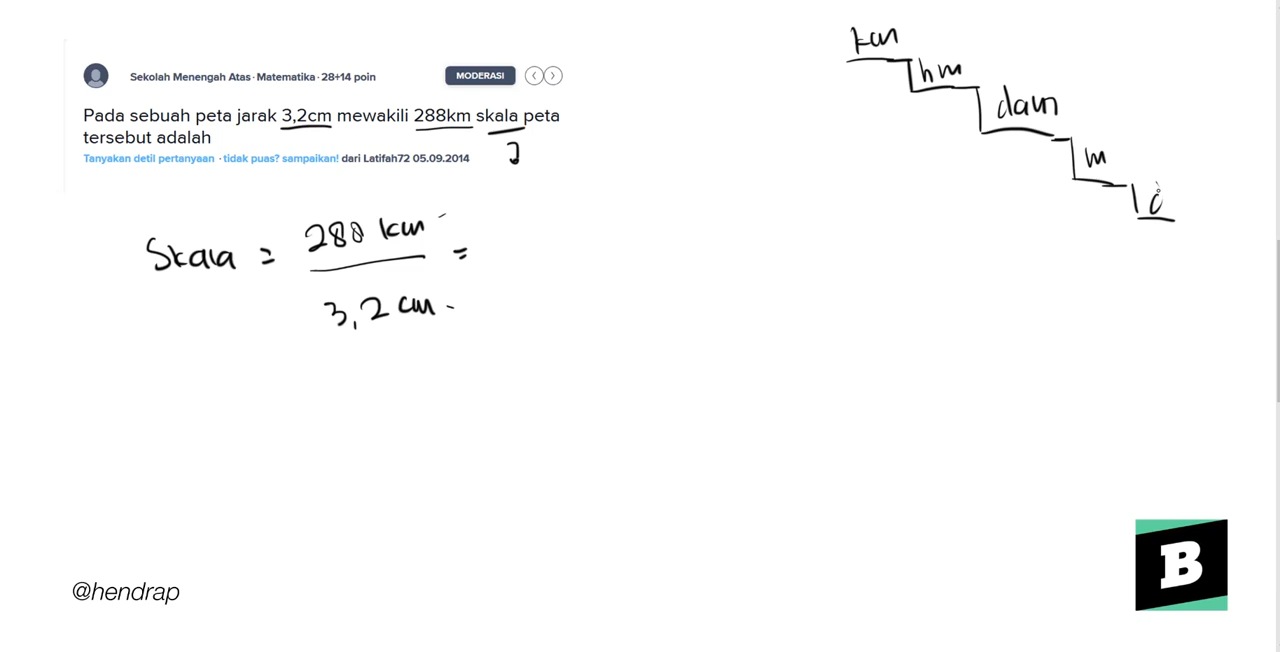 Sekolah Menengah Atas · Matematika · 28+14 poin
MODERASI
Pada sebuah peta jarak 3,2cm mewakili 288km skala peta
tersebut adalah
Tanyakan detil pertanyaan · tidak puas? sampaikan! dari Latifah72 05.09.2014
?
Skala = 288 km =
3,2 cm
km
hm
dam
m
@hendrap
B